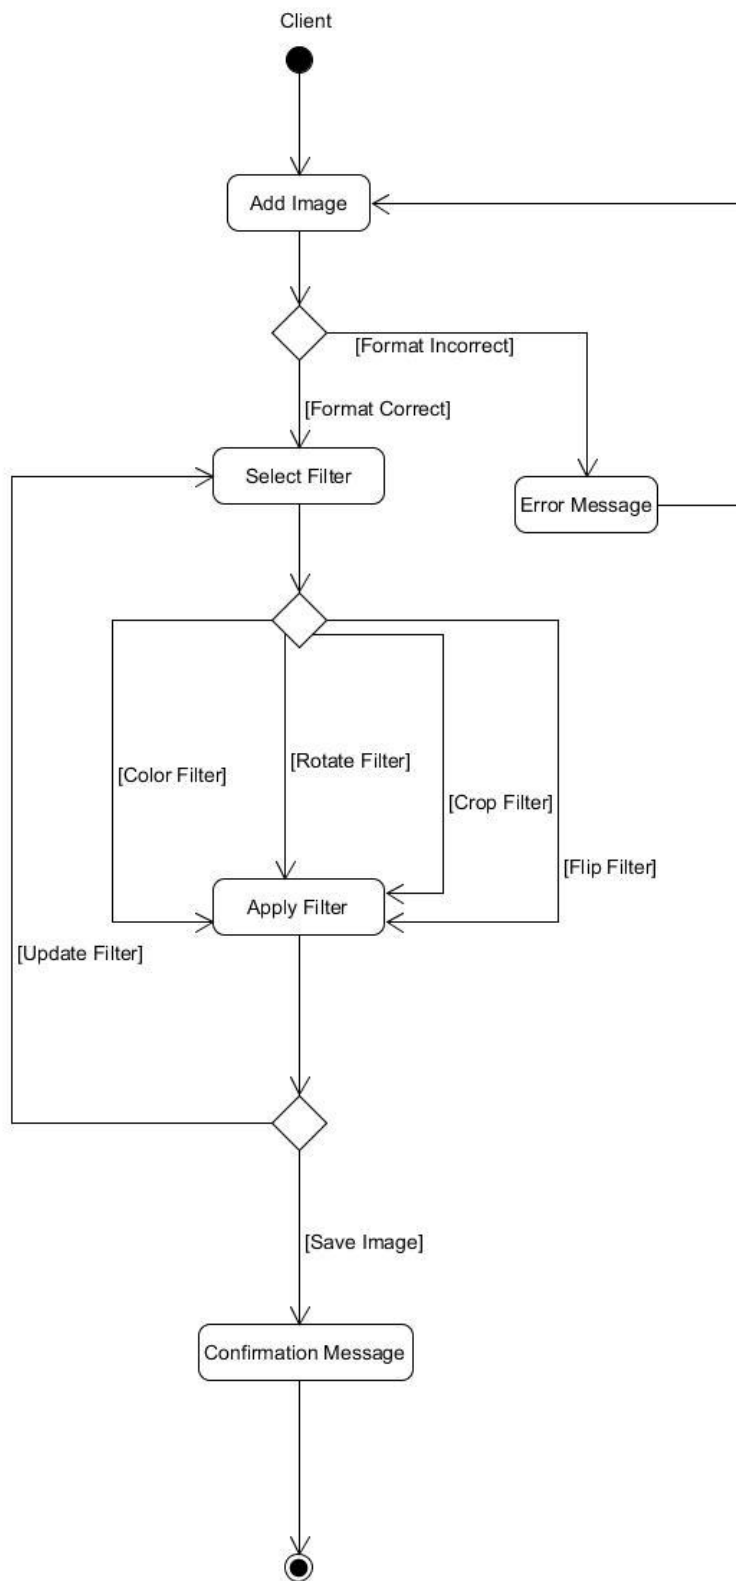 Client
Add Image
[Format Incorrect]
[Format Correct]
Select Filter
Error Message
[Color Filter]
[Rotate Filter]
[Crop Filter]
[Flip Filter]
Apply Filter
[Update Filter]
[Save Image]
Confirmation Message